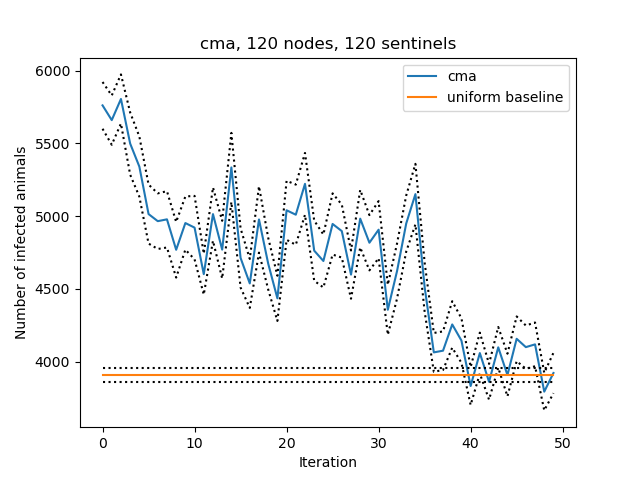 cma, 120 nodes, 120 sentinels
6000
5500
5000
4500
4000
Number of infected animals
cma
uniform baseline
0 10 20 30 40 50
Iteration